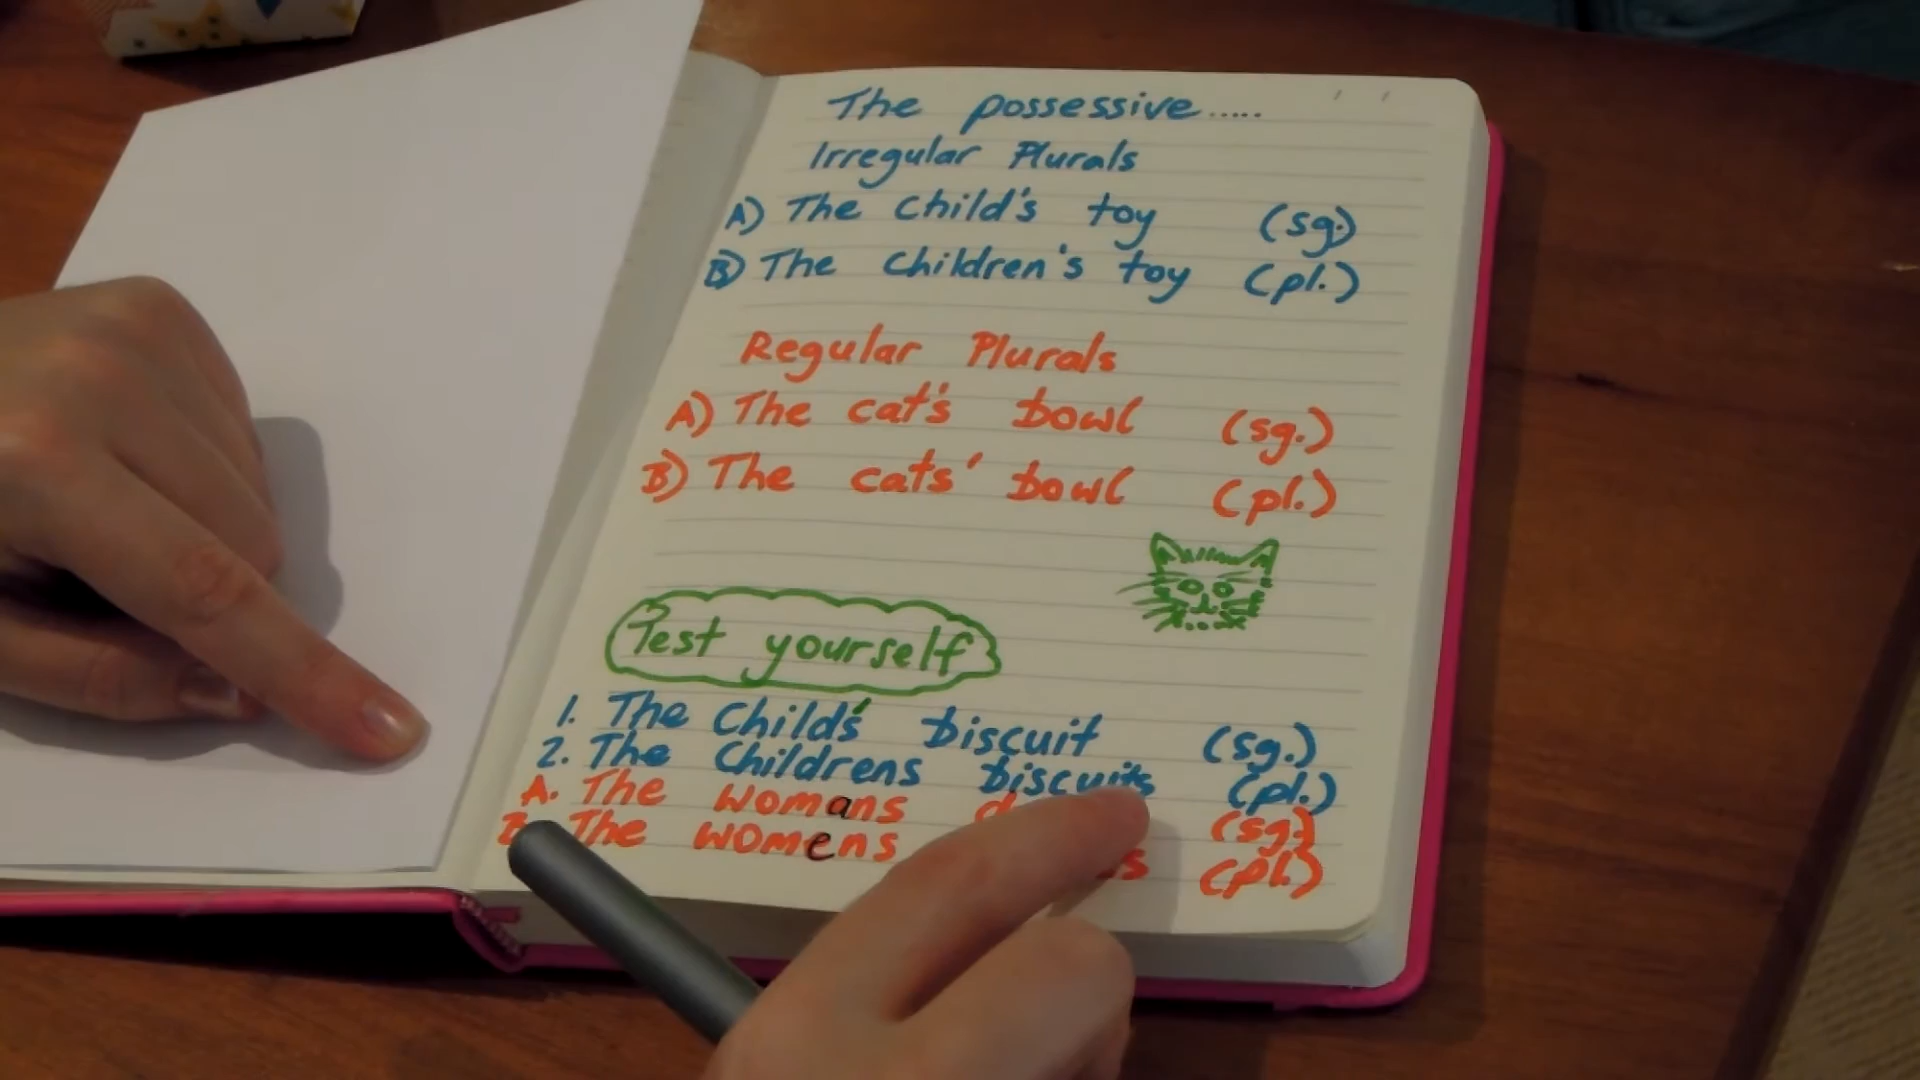 The possessive.....
Irregular Plurals
A) The child's toy (sg.)
B) The children's toy (pl.)
Regular Plurals
A) The cat's bowl (sg.)
B) The cats' bowl (pl.)
Test yourself
1. The Child's biscuit (sg.)
2. The Childrens biscuits (pl.)
A. The womans (sg.)
The womens (pl.)